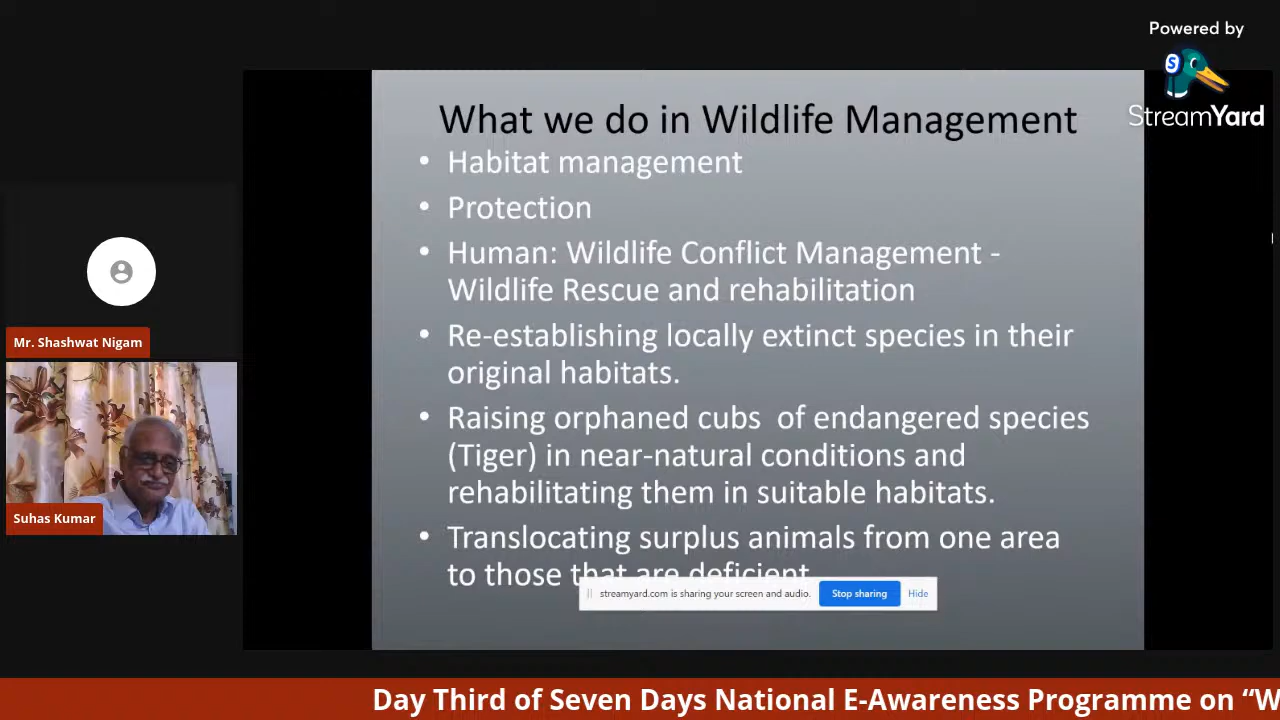 Powered by
StreamYard
What we do in Wildlife Management
• Habitat management
• Protection
• Human: Wildlife Conflict Management -
Wildlife Rescue and rehabilitation
• Re-establishing locally extinct species in their
original habitats.
• Raising orphaned cubs of endangered species
(Tiger) in near-natural conditions and
rehabilitating them in suitable habitats.
• Translocating surplus animals from one area
to those that are deficient
streamyard.com is sharing your screen and audio.
Stop sharing
Hide
Mr. Shashwat Nigam
Suhas Kumar
Day Third of Seven Days National E-Awareness Programme on “W